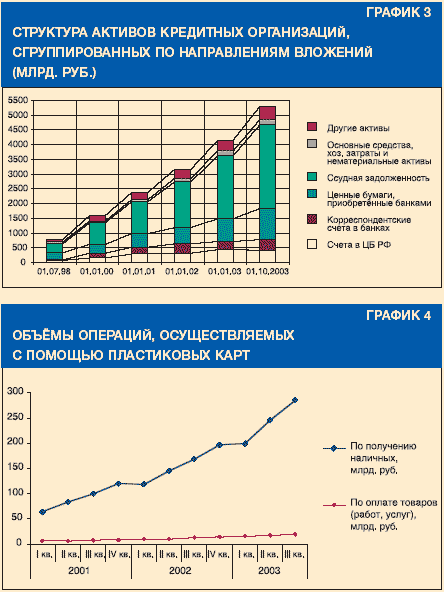 ГРАФИК 3
СТРУКТУРА АКТИВОВ КРЕДИТНЫХ ОРГАНИЗАЦИЙ,
СГРУППИРОВАННЫХ ПО НАПРАВЛЕНИЯМ ВЛОЖЕНИЙ
(МЛРД. РУБ.)
5500
5000
4500
4000
3500
3000
2500
2000
1500
1000
500
0
01,07,98 01,01,00 01,01,01 01,01,02 01,01,03 01,10,2003
Другие активы
Основные средства,
хоз, затраты и
нематериальные активы
Ссудная задолженность
Ценные бумаги,
приобретённые банками
Корреспондентские
счёта в банках
Счета в ЦБ РФ
ГРАФИК 4
ОБЪЁМЫ ОПЕРАЦИЙ, ОСУЩЕСТВЛЯЕМЫХ
С ПОМОЩЬЮ ПЛАСТИКОВЫХ КАРТ
300
250
200
150
100
50
0
I кв. II кв. III кв. IV кв. I кв. II кв. III кв. IV кв. I кв. II кв. III кв.
2001 2002 2003
По получению
наличных,
млрд. руб.
По оплате товаров
(работ, услуг),
млрд. руб.